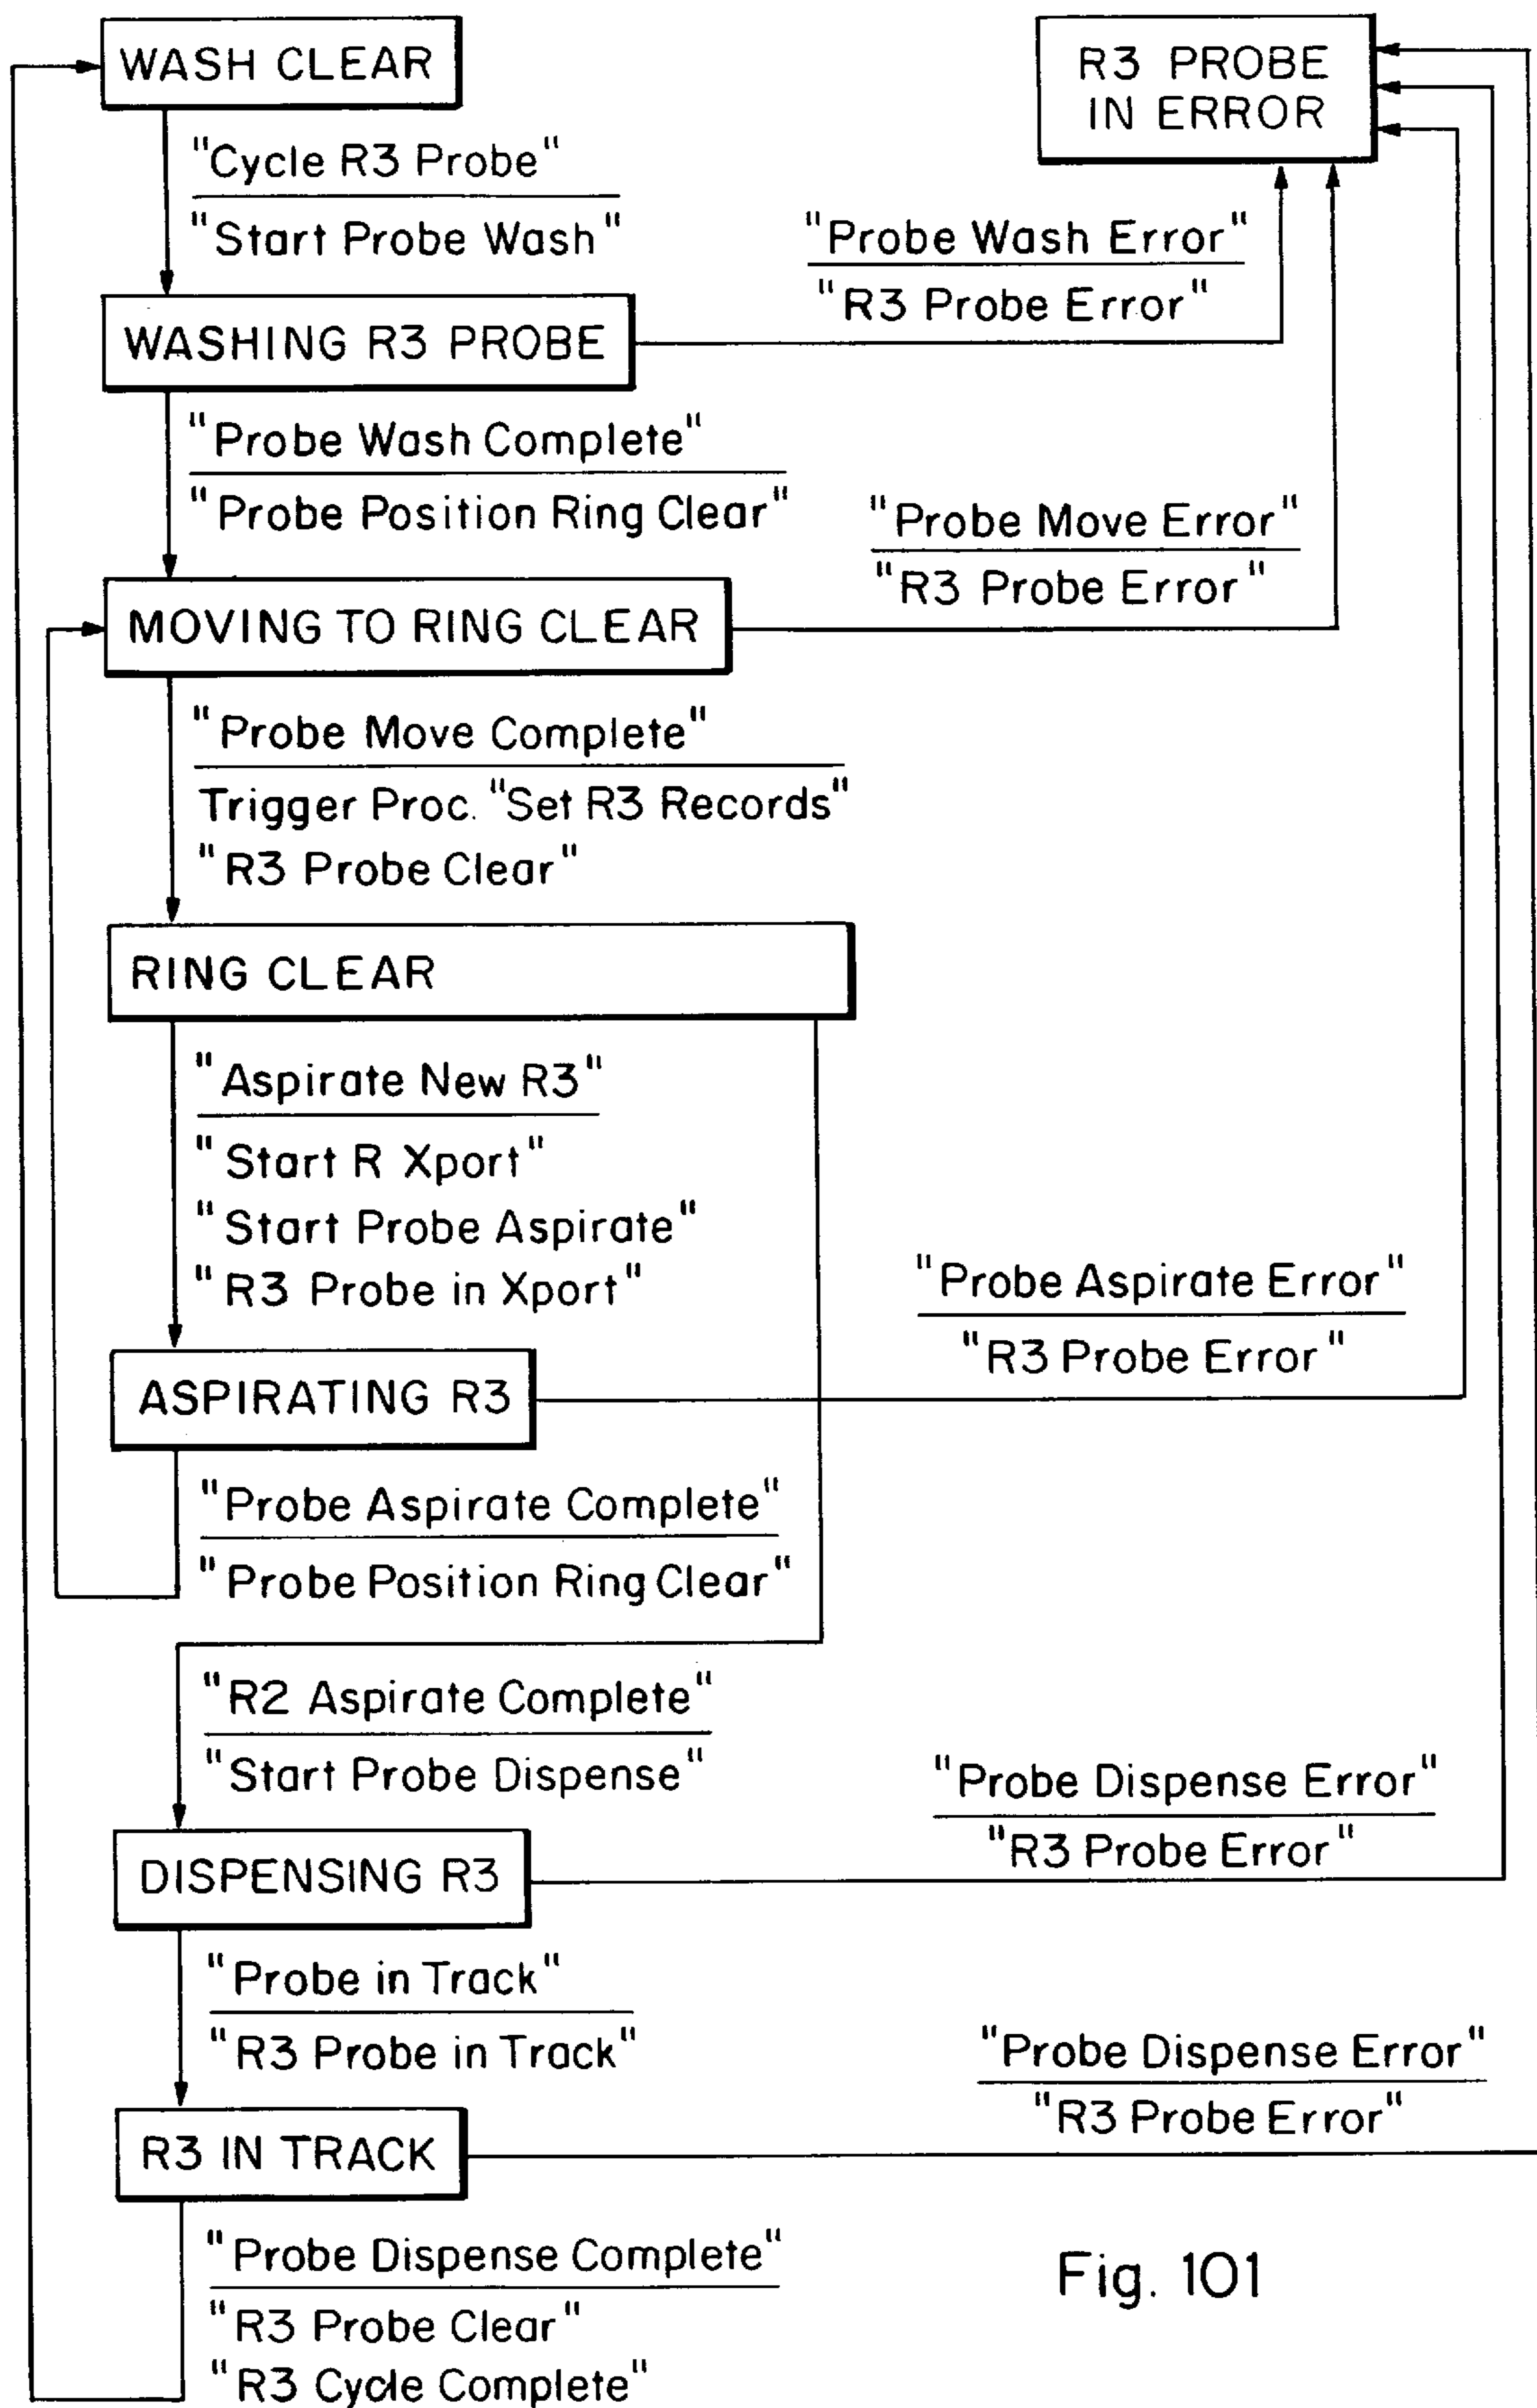 WASH CLEAR
R3 PROBE
IN ERROR
"Cycle R3 Probe"
"Start Probe Wash"
"Probe Wash Error"
"R3 Probe Error"
WASHING R3 PROBE
"Probe Wash Complete"
"Probe Position Ring Clear"
"Probe Move Error"
"R3 Probe Error"
MOVING TO RING CLEAR
"Probe Move Complete"
Trigger Proc. "Set R3 Records"
"R3 Probe Clear"
RING CLEAR
"Aspirate New R3"
"Start R Xport"
"Start Probe Aspirate"
"R3 Probe in Xport"
"Probe Aspirate Error"
"R3 Probe Error"
ASPIRATING R3
"Probe Aspirate Complete"
"Probe Position Ring Clear"
"R2 Aspirate Complete"
"Start Probe Dispense"
"Probe Dispense Error"
"R3 Probe Error"
DISPENSING R3
"Probe in Track"
"R3 Probe in Track"
"Probe Dispense Error"
"R3 Probe Error"
R3 IN TRACK
"Probe Dispense Complete"
"R3 Probe Clear"
"R3 Cycle Complete"
Fig. 101